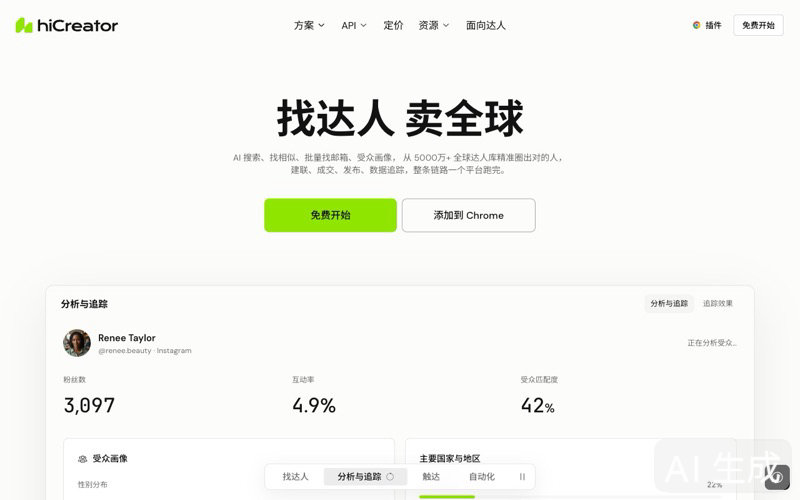 hiCreator
方案
API
定价
资源
面向达人
插件
免费开始
找达人 卖全球
AI 搜索、找相似、批量找邮箱、受众画像， 从 5000万+ 全球达人库精准圈出对的人，
建联、成交、发布、数据追踪，整条链路一个平台跑完。
免费开始
添加到 Chrome
分析与追踪
分析与追踪
追踪效果
Renee Taylor
@renee.beauty · Instagram
正在分析受众…
粉丝数
互动率
受众匹配度
3,097
4.9%
42%
受众画像
主要国家与地区
性别分布
22%
找达人
分析与追踪
触达
自动化
AI 生成